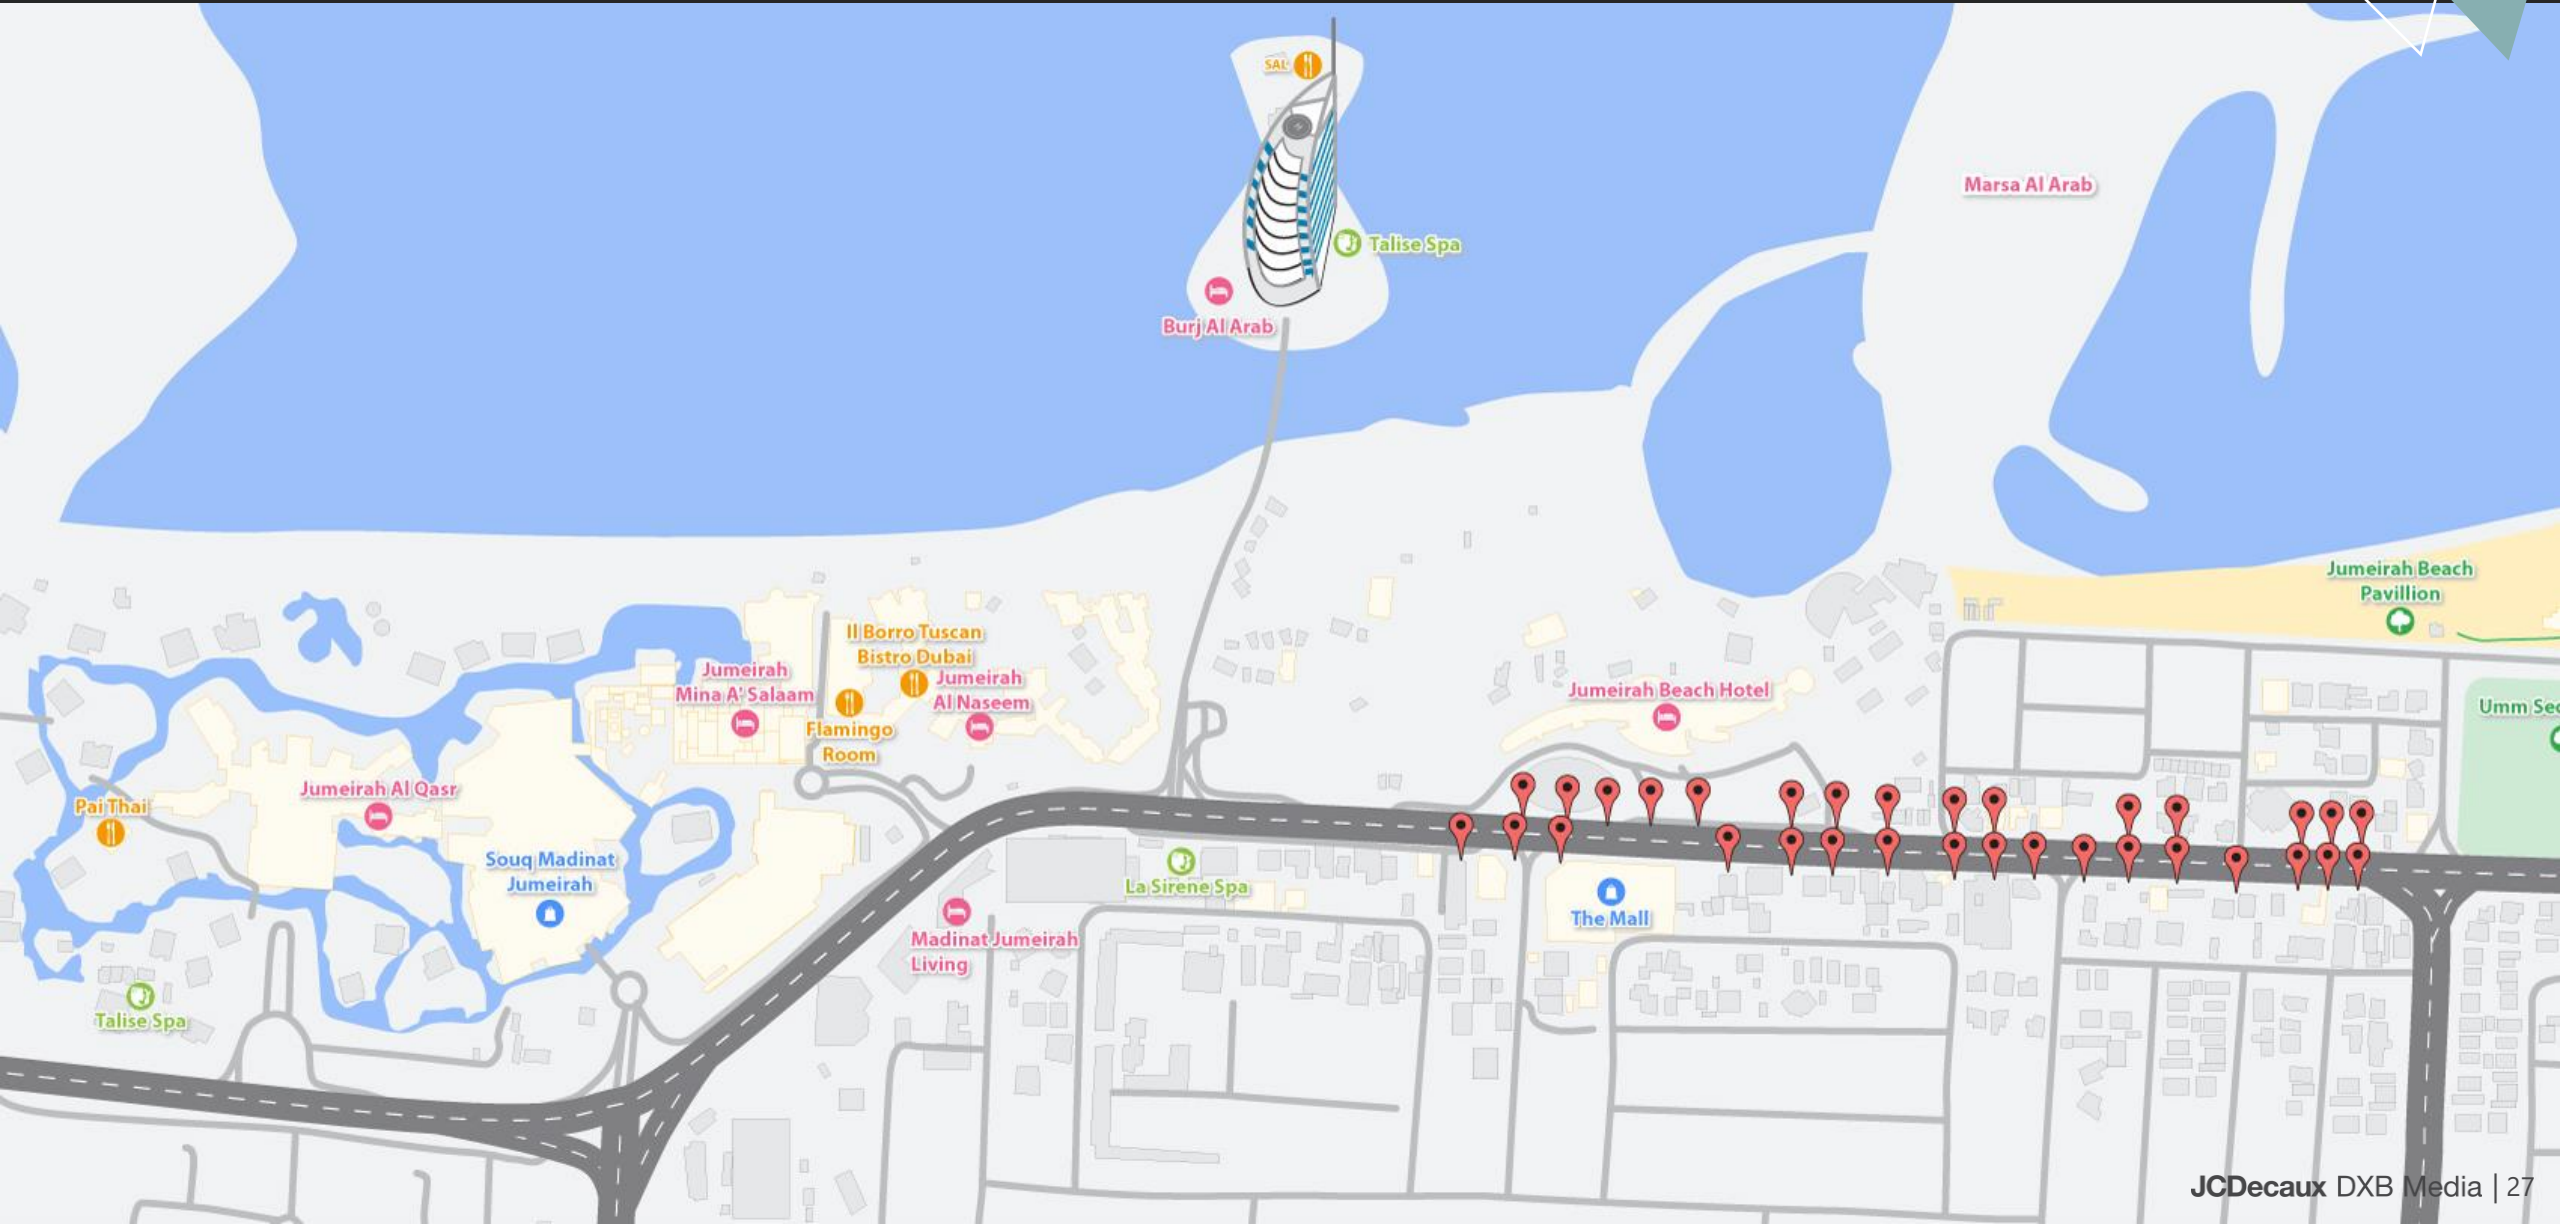 SAL
Marsa Al Arab
Talise Spa
Burj Al Arab
Jumeirah Beach
Pavillion
Il Borro Tuscan
Bistro Dubai
Jumeirah
Mina A' Salaam
Jumeirah
Al Naseem
Jumeirah Beach Hotel
Umm Sec
Flamingo
Room
Jumeirah Al Qasr
Pai Thai
Souq Madinat
Jumeirah
La Sirene Spa
The Mall
Madinat Jumeirah
Living
Talise Spa
JCDecaux DXB Media | 27